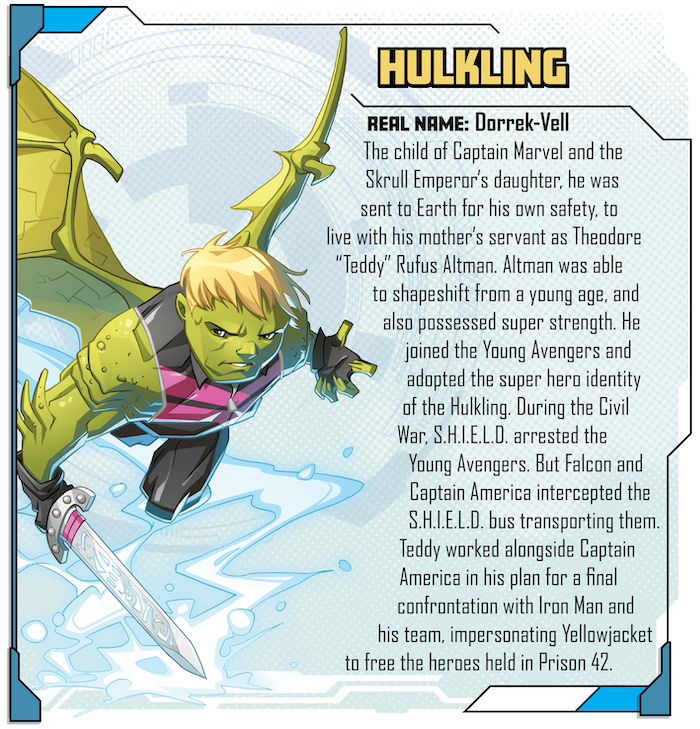 HULKLING
REAL NAME: Dorrek-Vell
The child of Captain Marvel and the
Skrull Emperor's daughter, he was
sent to Earth for his own safety, to
live with his mother's servant as Theodore
"Teddy" Rufus Altman. Altman was able
to shapeshift from a young age, and
also possessed super strength. He
joined the Young Avengers and
adopted the super hero identity
of the Hulkling. During the Civil
War, S.H.I.E.L.D. arrested the
Young Avengers. But Falcon and
Captain America intercepted the
S.H.I.E.L.D. bus transporting them.
Teddy worked alongside Captain
America in his plan for a final
confrontation with Iron Man and
his team, impersonating Yellowjacket
to free the heroes held in Prison 42.